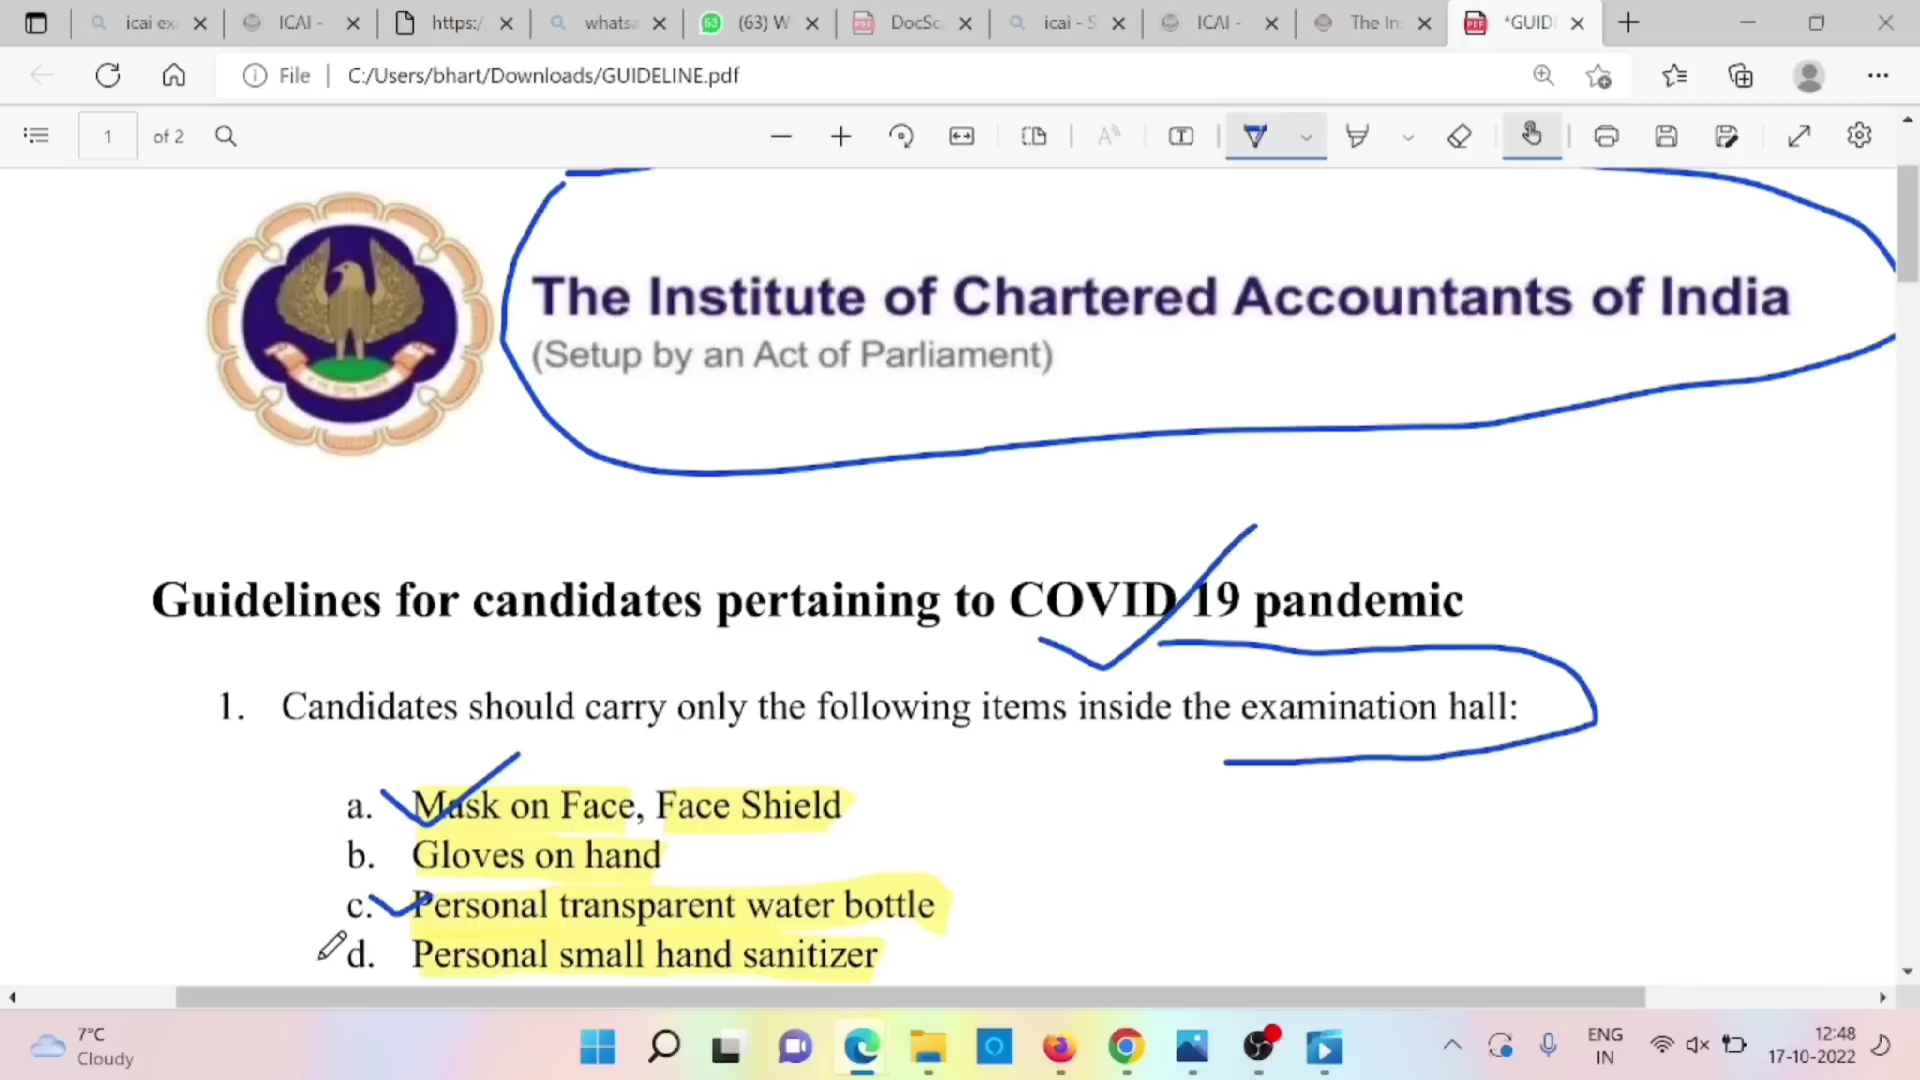 icai ex
ICAI -
https:/
whatsa
(63) W
DocSc
icai - S
ICAI -
The In
*GUID
File
C:/Users/bhart/Downloads/GUIDELINE.pdf
1
of 2
The Institute of Chartered Accountants of India
(Setup by an Act of Parliament)
Guidelines for candidates pertaining to COVID 19 pandemic
1. Candidates should carry only the following items inside the examination hall:
a. Mask on Face, Face Shield
b. Gloves on hand
c. Personal transparent water bottle
d. Personal small hand sanitizer
7°C
Cloudy
ENG
IN
12:48
17-10-2022